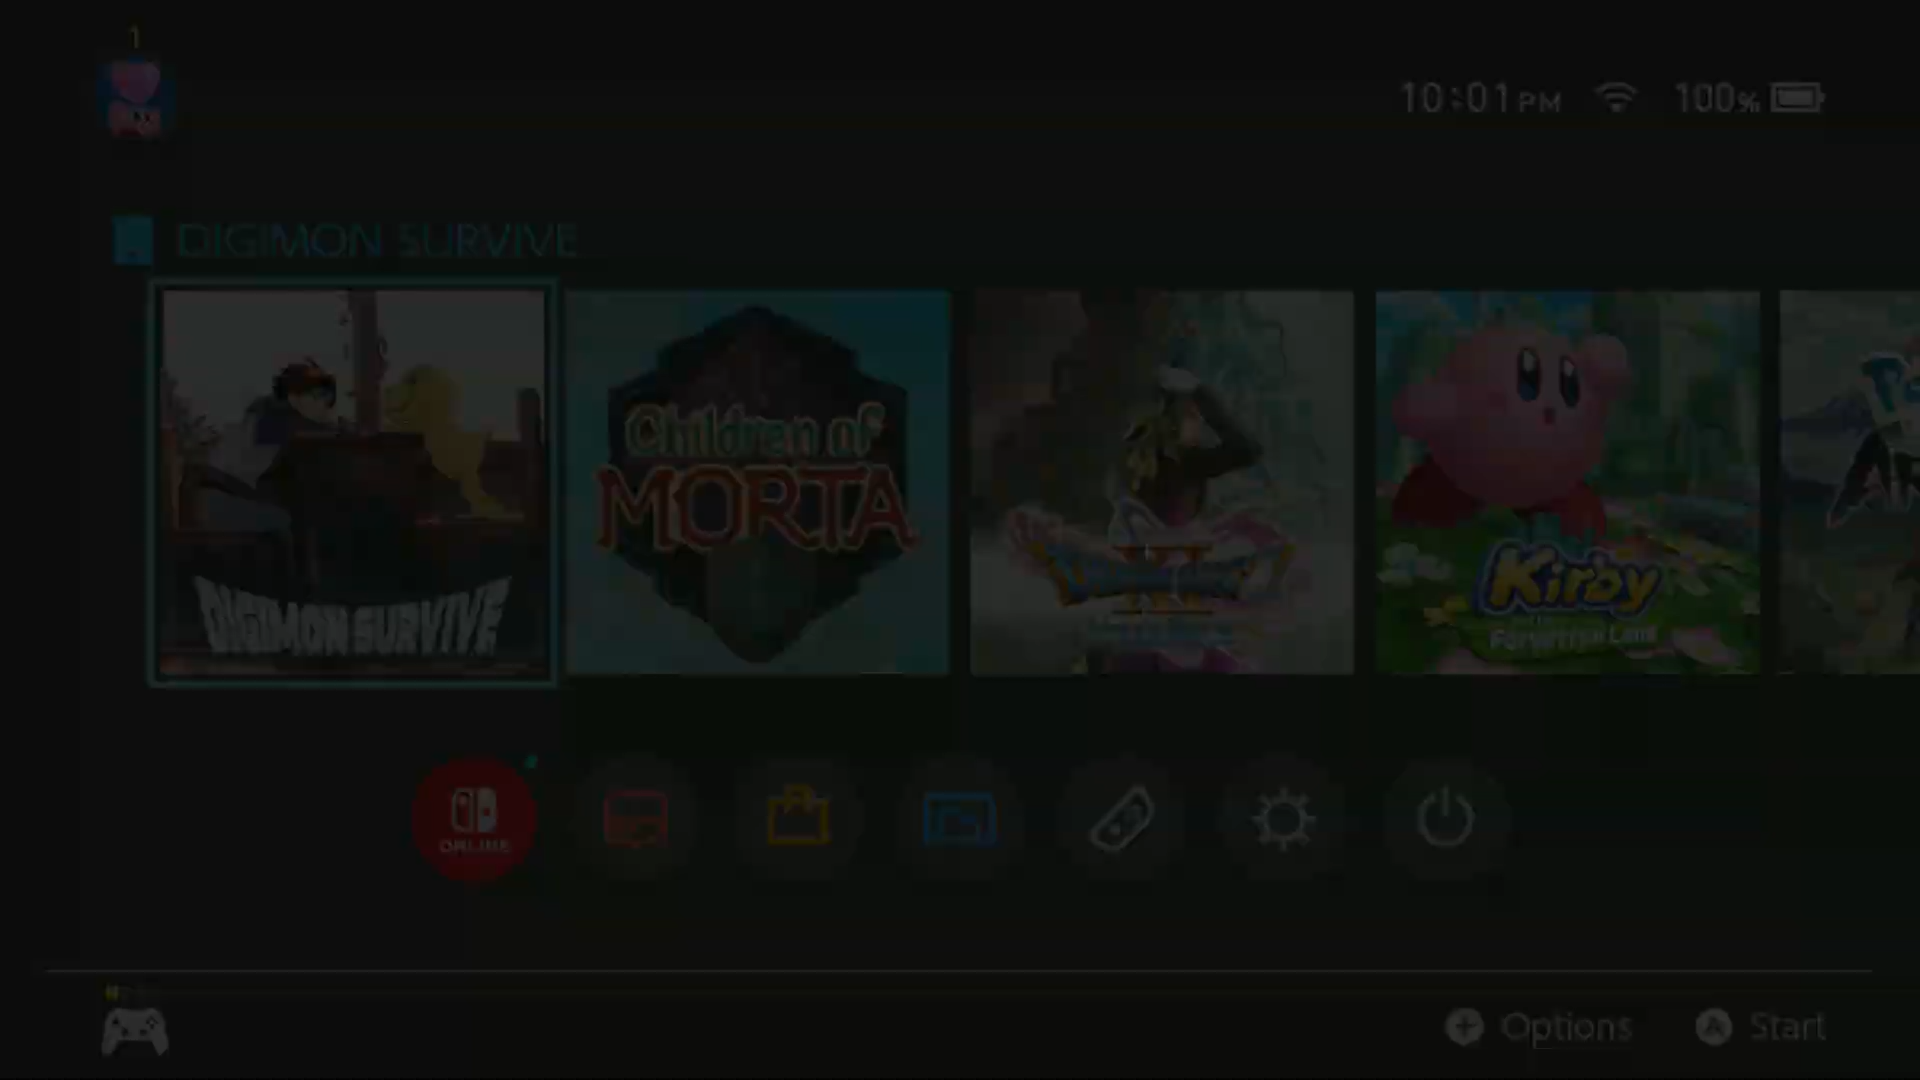 1
10:01 PM 100%
DIGIMON SURVIVE
DIGIMON SURVIVE
Children of
MORTA
Kirby
ONLINE
Options
Start